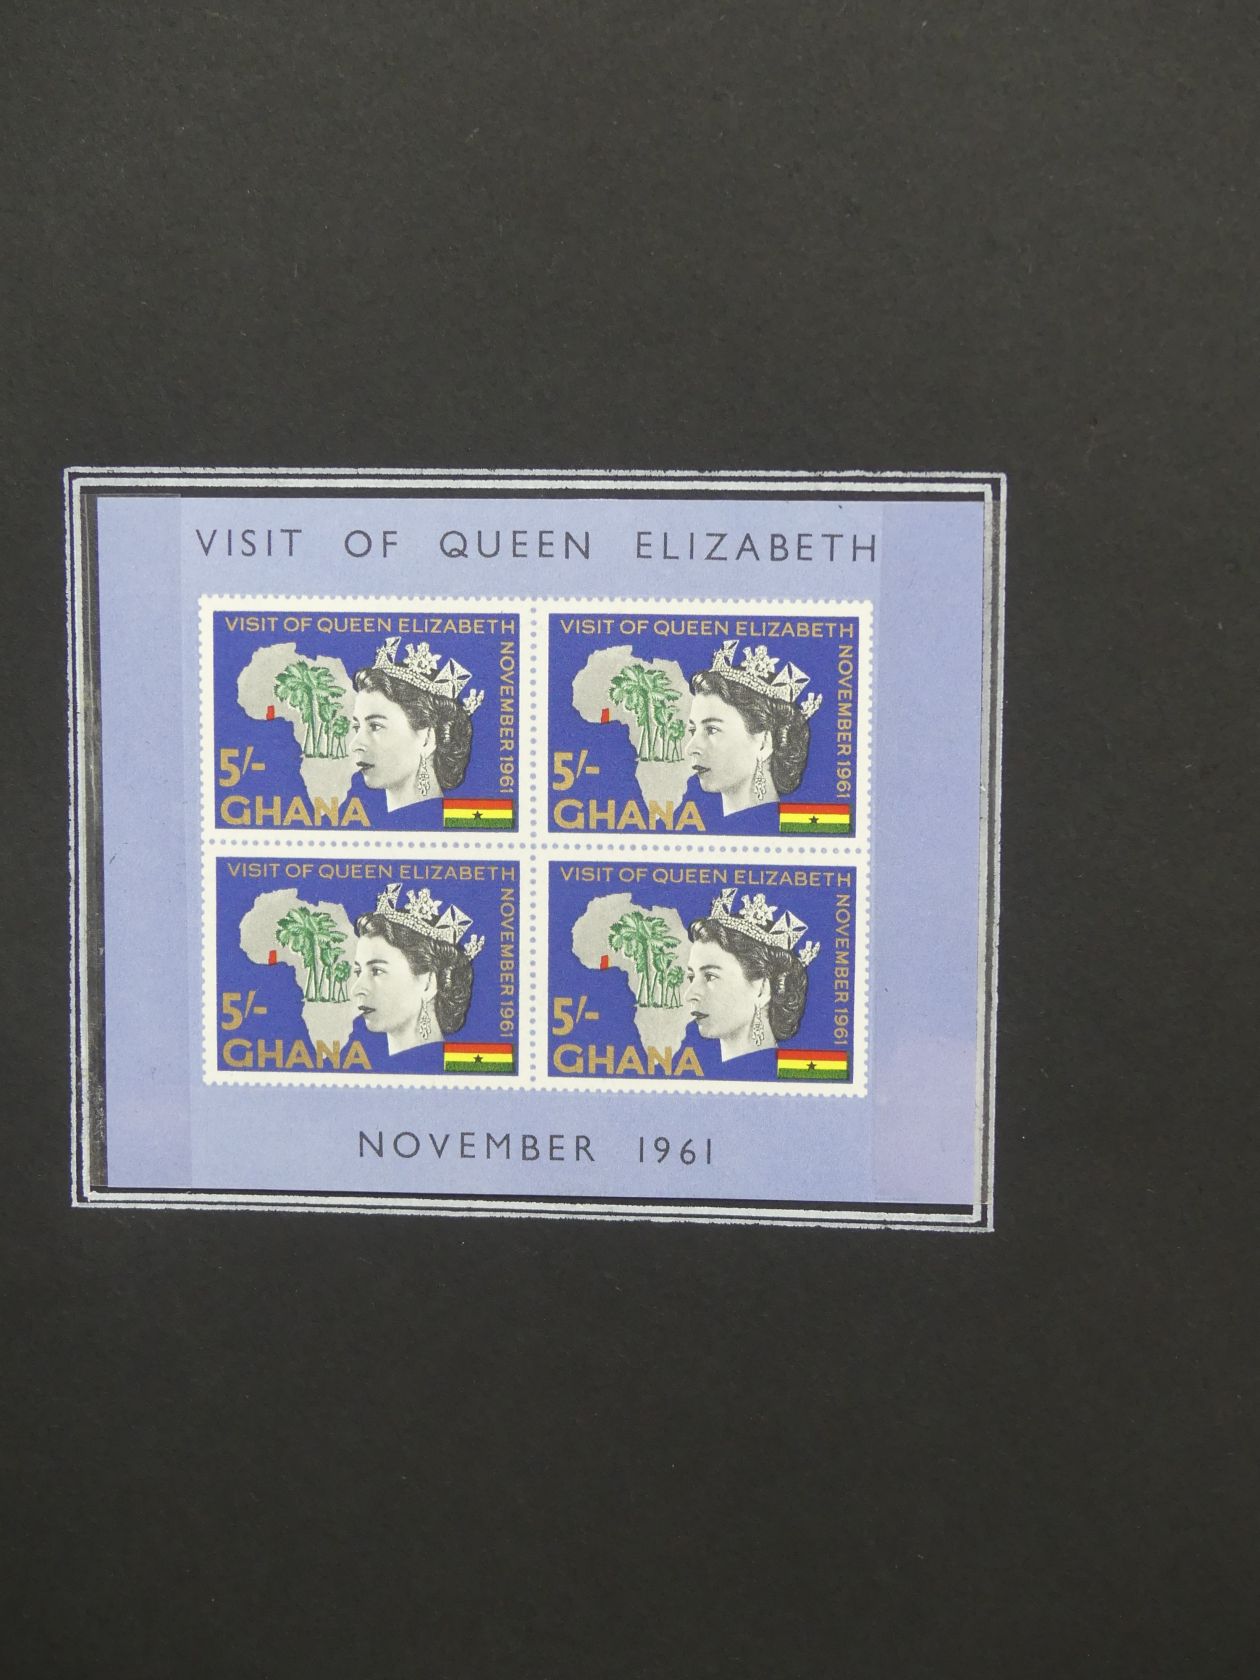 VISIT OF QUEEN ELIZABETH
VISIT OF QUEEN ELIZABETH
NOVEMBER 1961
5/-
GHANA
VISIT OF QUEEN ELIZABETH
NOVEMBER 1961
5/-
GHANA
VISIT OF QUEEN ELIZABETH
NOVEMBER 1961
5/-
GHANA
VISIT OF QUEEN ELIZABETH
NOVEMBER 1961
5/-
GHANA
NOVEMBER 1961